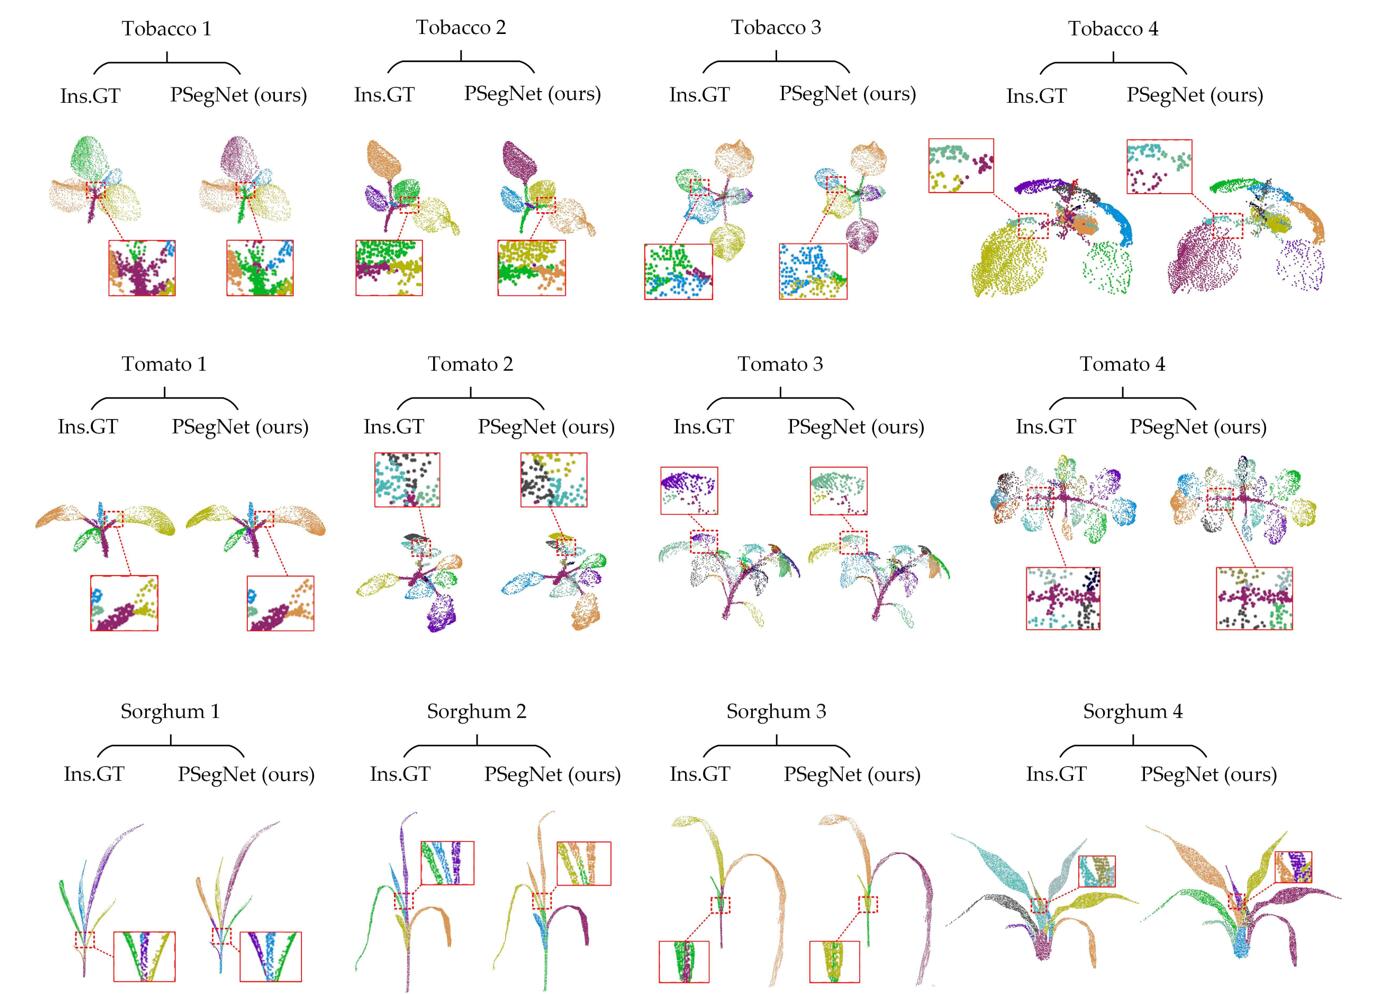 Tobacco 1
Tobacco 2
Tobacco 3
Tobacco 4
Ins.GT PSegNet (ours)
Ins.GT PSegNet (ours)
Ins.GT PSegNet (ours)
Ins.GT PSegNet (ours)
Tomato 1
Tomato 2
Tomato 3
Tomato 4
Ins.GT PSegNet (ours)
Ins.GT PSegNet (ours)
Ins.GT PSegNet (ours)
Ins.GT PSegNet (ours)
Sorghum 1
Sorghum 2
Sorghum 3
Sorghum 4
Ins.GT PSegNet (ours)
Ins.GT PSegNet (ours)
Ins.GT PSegNet (ours)
Ins.GT PSegNet (ours)